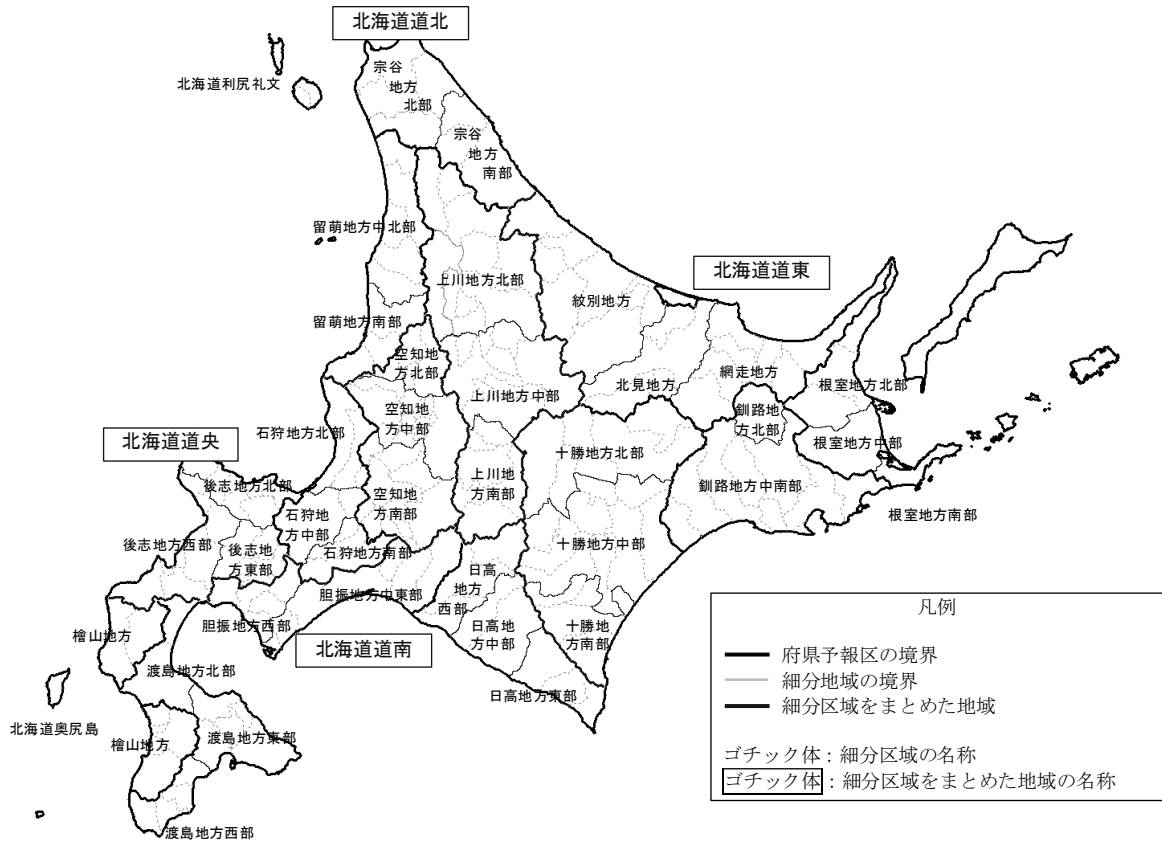 北海道道北
宗谷
地方
北部
北海道利尻礼文
宗谷
地方
南部
留萌地方中北部
北海道道東
上川地方北部
紋別地方
留萌地方南部
空知地
方北部
北見地方
網走地方
根室地方北部
上川地方中部
空知地
方中部
釧路地
方北部
石狩地方北部
北海道道央
根室地方中部
十勝地方北部
上川地
方南部
後志地方北部
釧路地方中南部
空知地
方南部
石狩地
方中部
根室地方南部
後志地方西部
後志地
方東部
石狩地方南部
十勝地方中部
日高
地方
西部
胆振地方中東部
胆振地方西部
檜山地方
日高地
方中部
十勝地
方南部
北海道道南
渡島地方北部
日高地方東部
北海道奥尻島
檜山地方
渡島地方東部
渡島地方西部
凡例
府県予報区の境界
細分地域の境界
細分区域をまとめた地域
ゴチック体：細分区域の名称
ゴチック体：細分区域をまとめた地域の名称